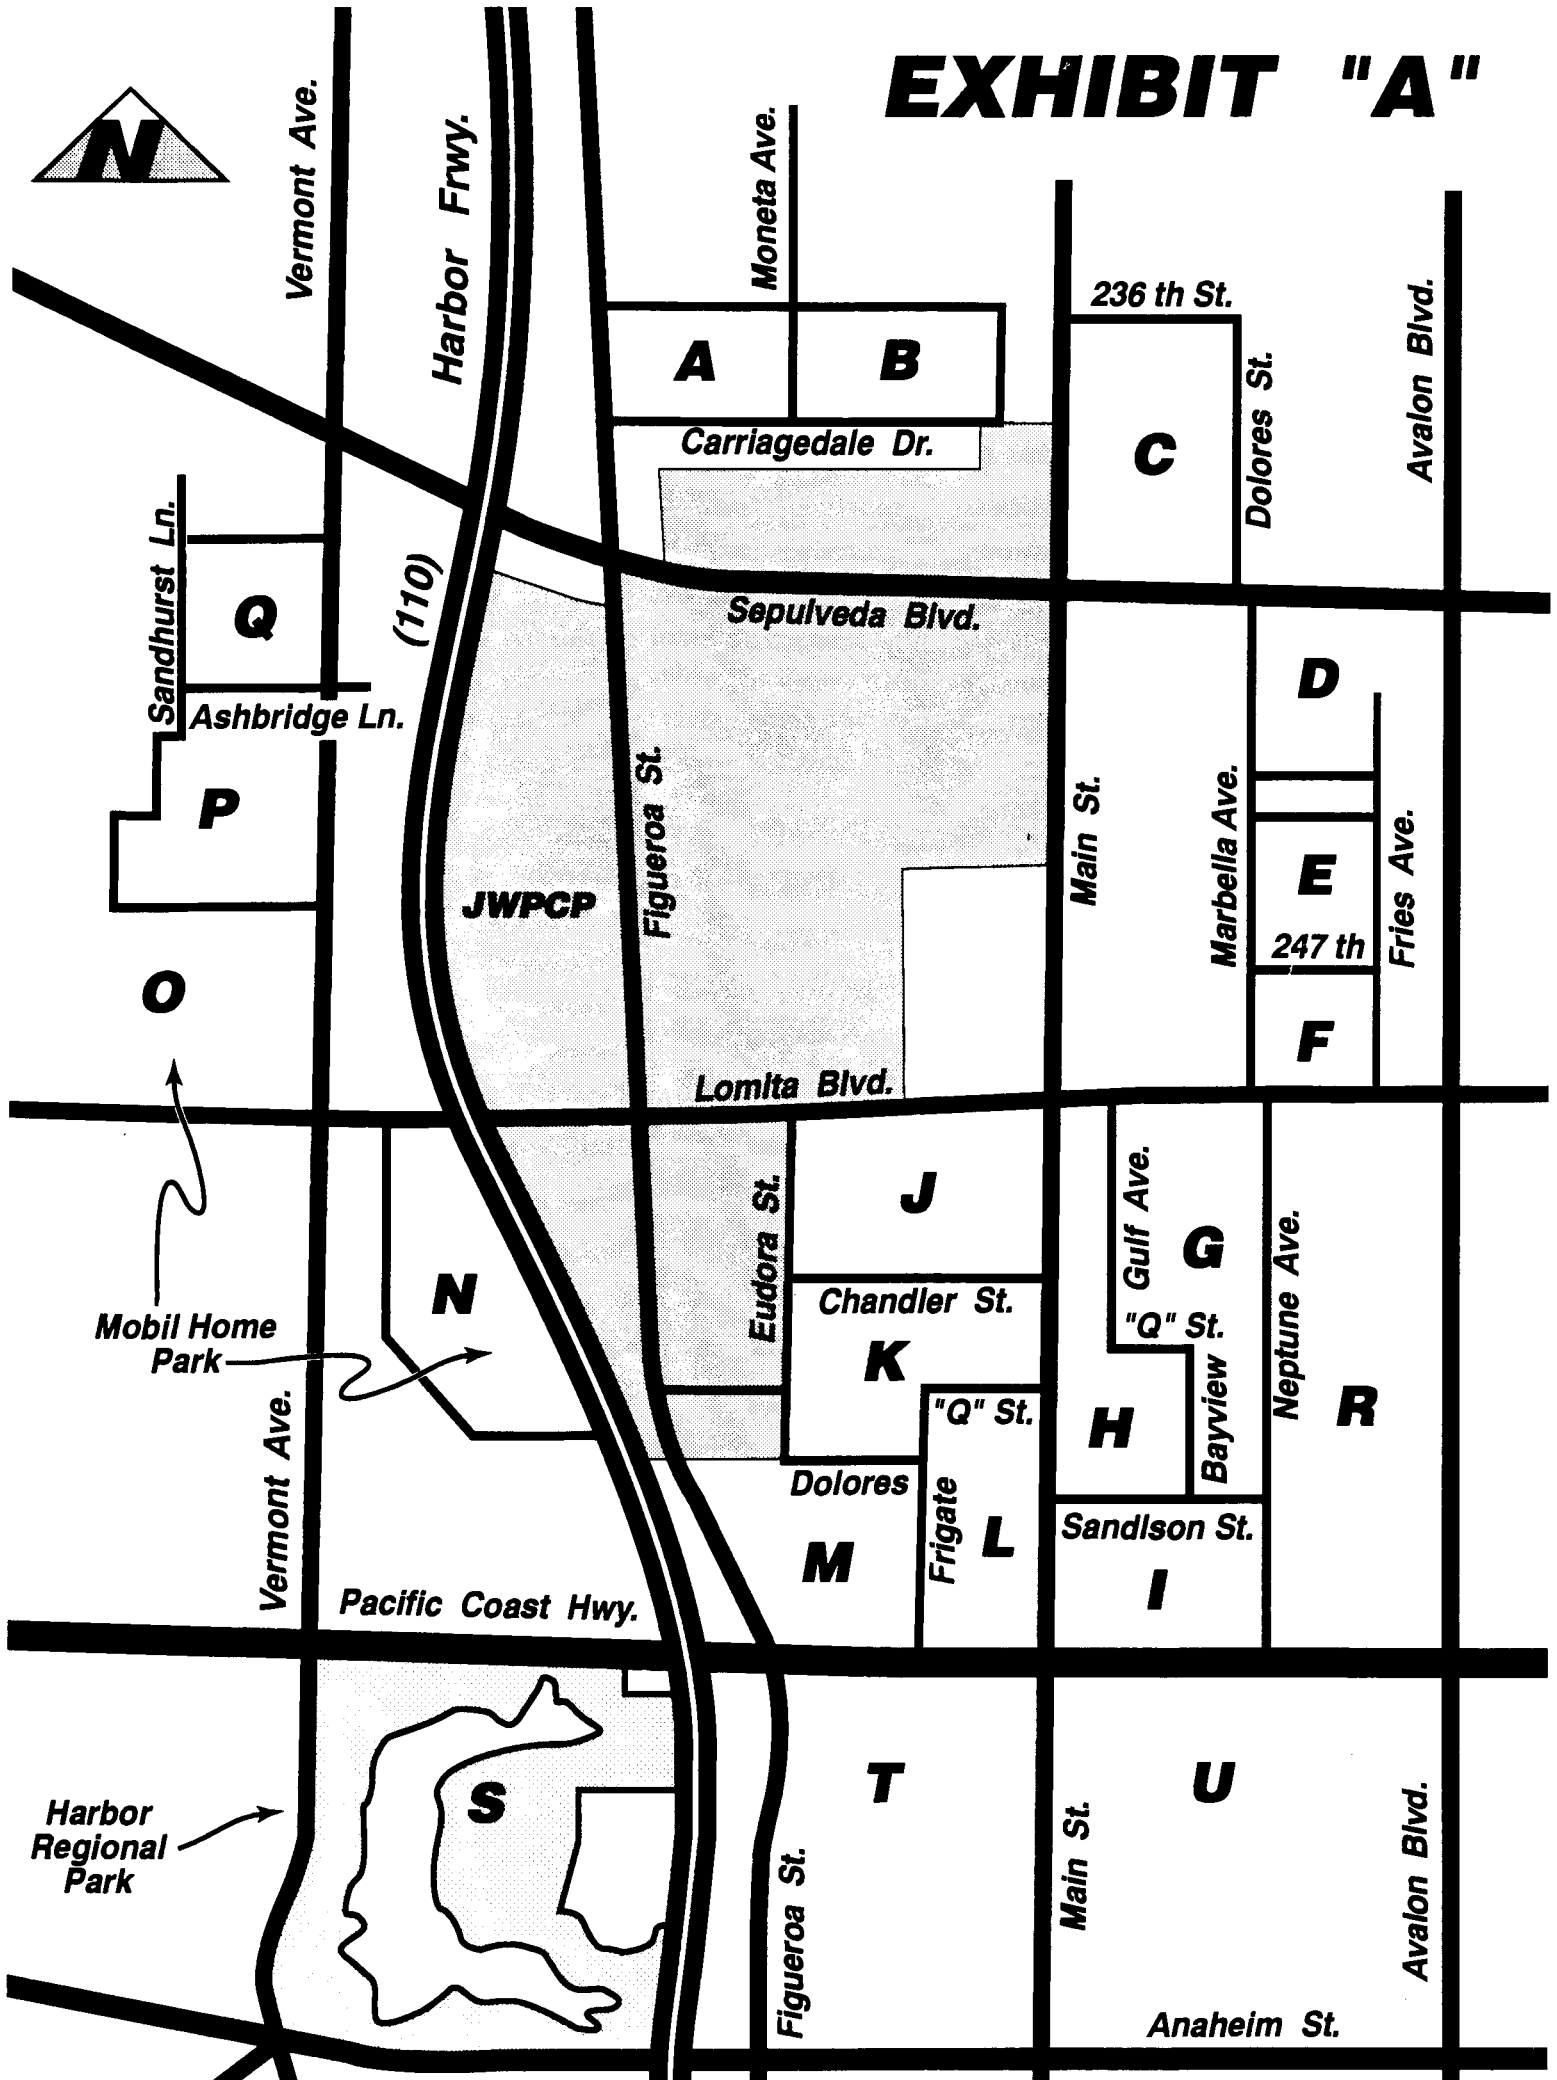 EXHIBIT "A"
N
Vermont Ave.
Harbor Frwy.
Moneta Ave.
236 th St.
Avalon Blvd.
A
B
Carriagedale Dr.
C
Dolores St.
Sandhurst Ln.
Q
(110)
Sepulveda Blvd.
D
Ashbridge Ln.
P
Figueroa St.
Main St.
Marbella Ave.
E
Fries Ave.
JWPCP
247 th
O
F
Lomita Blvd.
J
Eudora St.
Gulf Ave.
G
Neptune Ave.
N
Chandler St.
"Q" St.
Mobil Home
Park
K
"Q" St.
H
Bayview
R
Vermont Ave.
Dolores
Frigate
L
Sandlson St.
M
I
Pacific Coast Hwy.
S
T
U
Harbor
Regional
Park
Figueroa St.
Main St.
Avalon Blvd.
Anaheim St.